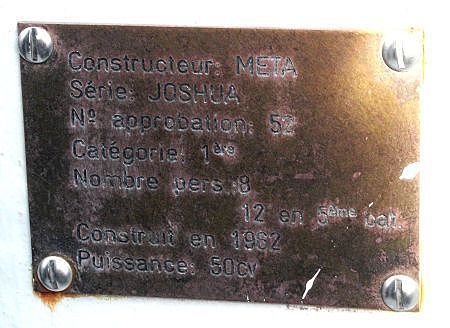 Constructeur: META
Série: JOSHUA
Nº approbation: 52
Catégorie: 1ère
Nombre pers: 8
12 en 5ème cat.
Construit en 1962
Puissance: 50cv